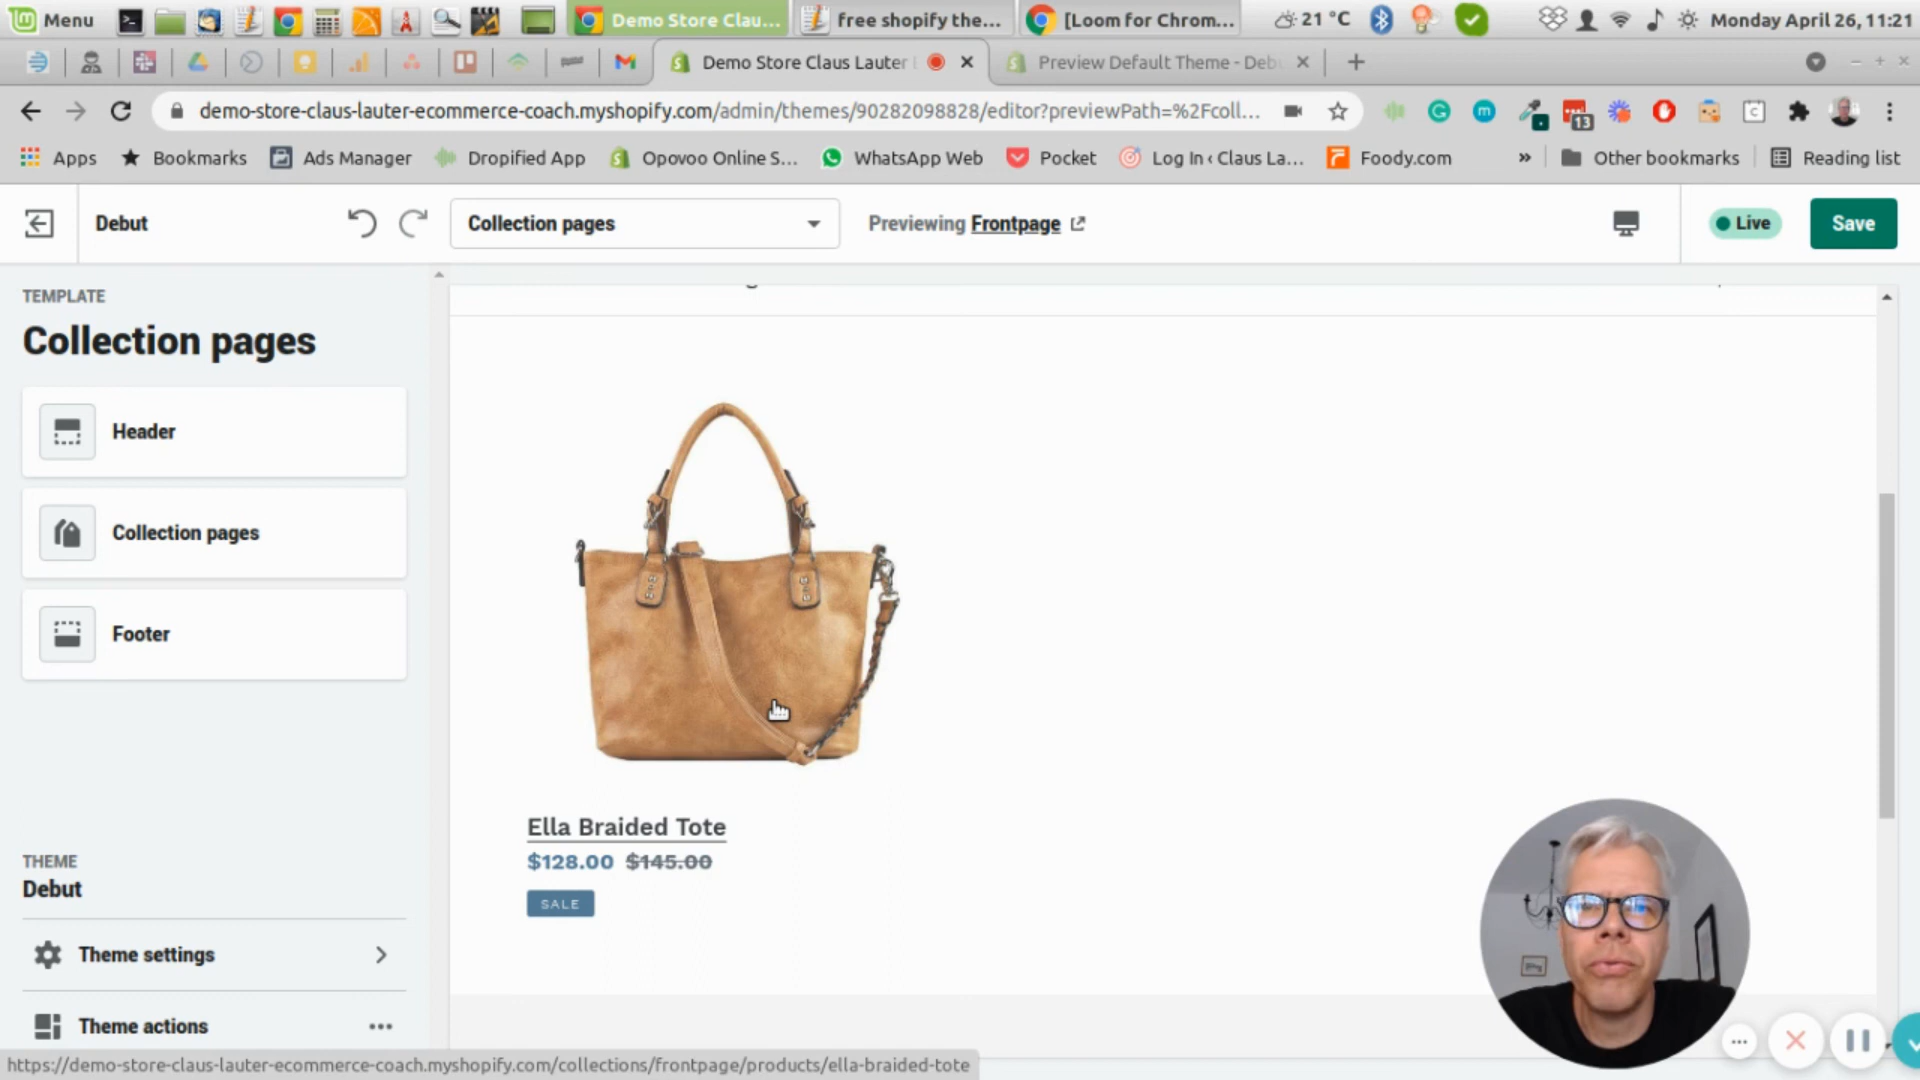 Menu
Demo Store Clau...
free shopify the...
[Loom for Chrom...
21 °C
Monday April 26, 11:21
Demo Store Claus Lauter
Preview Default Theme - Deb
demo-store-claus-lauter-ecommerce-coach.myshopify.com/admin/themes/90282098828/editor?previewPath=%2Fcoll...
13
Apps
Bookmarks
Ads Manager
Dropified App
Opovoo Online S...
WhatsApp Web
Pocket
Log In ‹ Claus La...
Foody.com
»
Other bookmarks
Reading list
Debut
Collection pages
Previewing Frontpage
Live
Save
TEMPLATE
Collection pages
Header
Collection pages
Footer
THEME
Debut
Theme settings
Theme actions
Ella Braided Tote
$128.00 $145.00
SALE
https://demo-store-claus-lauter-ecommerce-coach.myshopify.com/collections/frontpage/products/ella-braided-tote